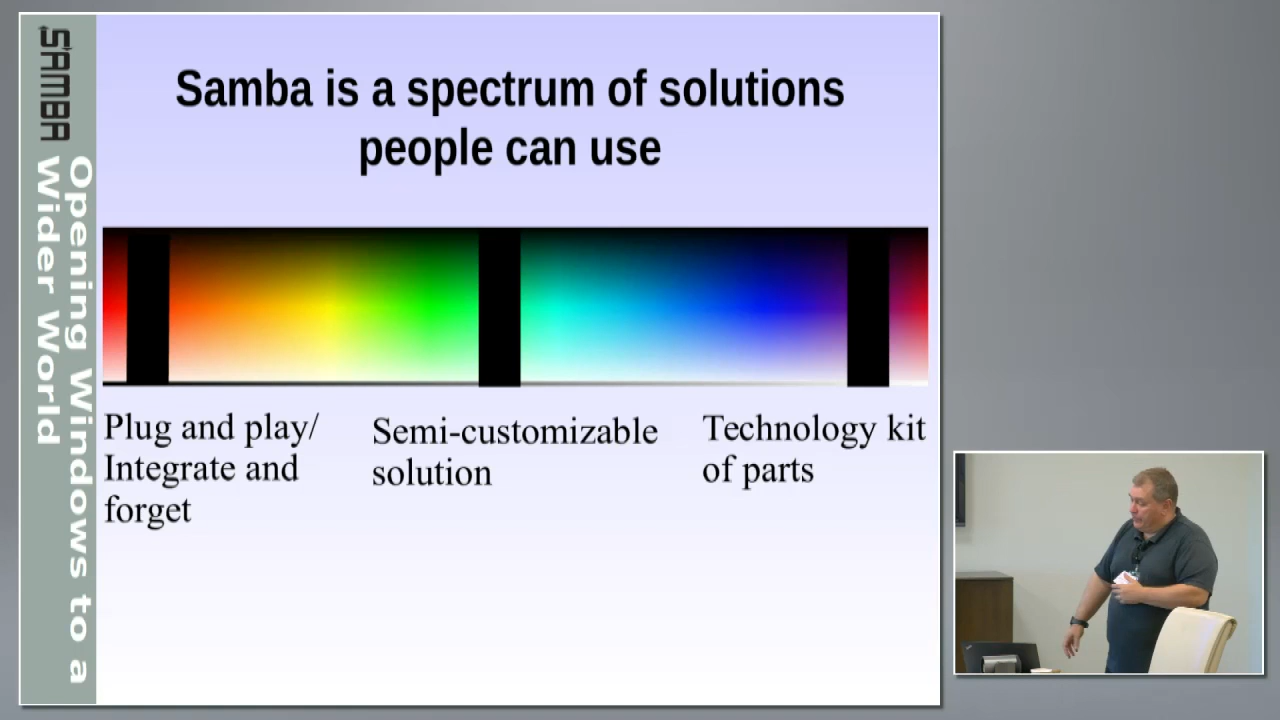 SAMBA
Opening Windows to a
Wider World
Samba is a spectrum of solutions
people can use
Plug and play/
Integrate and
forget
Semi-customizable
solution
Technology kit
of parts